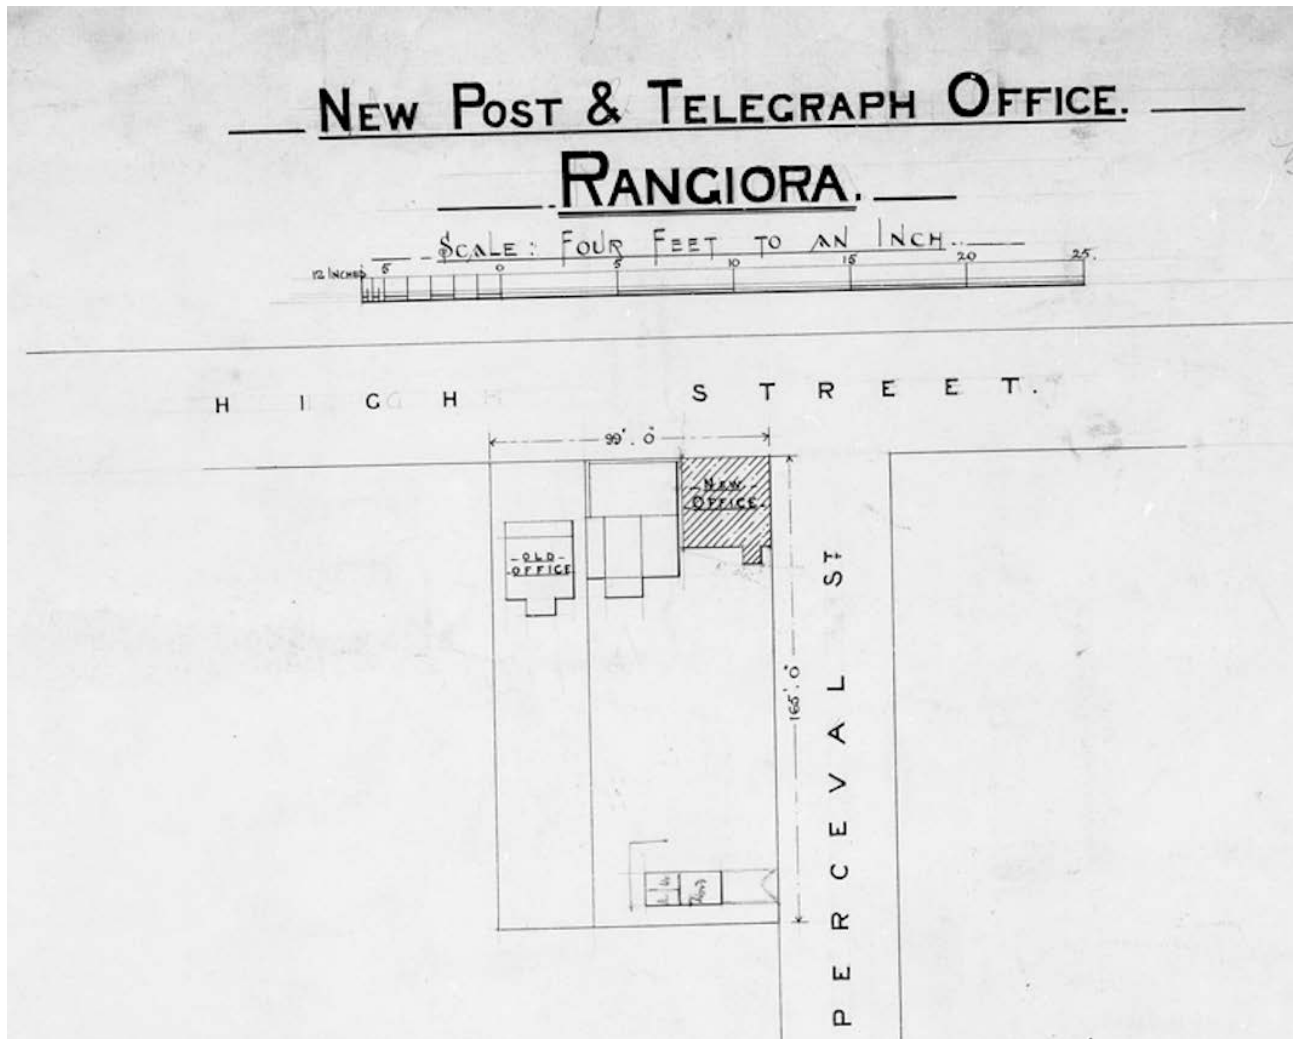 NEW POST & TELEGRAPH OFFICE.
RANGIORA.
SCALE: FOUR FEET TO AN INCH.
12 INCHES 5 0 5 10 15 20 25.
HIGH STREET.
99'. 0"
NEW
OFFICE.
OLD
OFFICE
165'. 0"
PERCEVAL ST